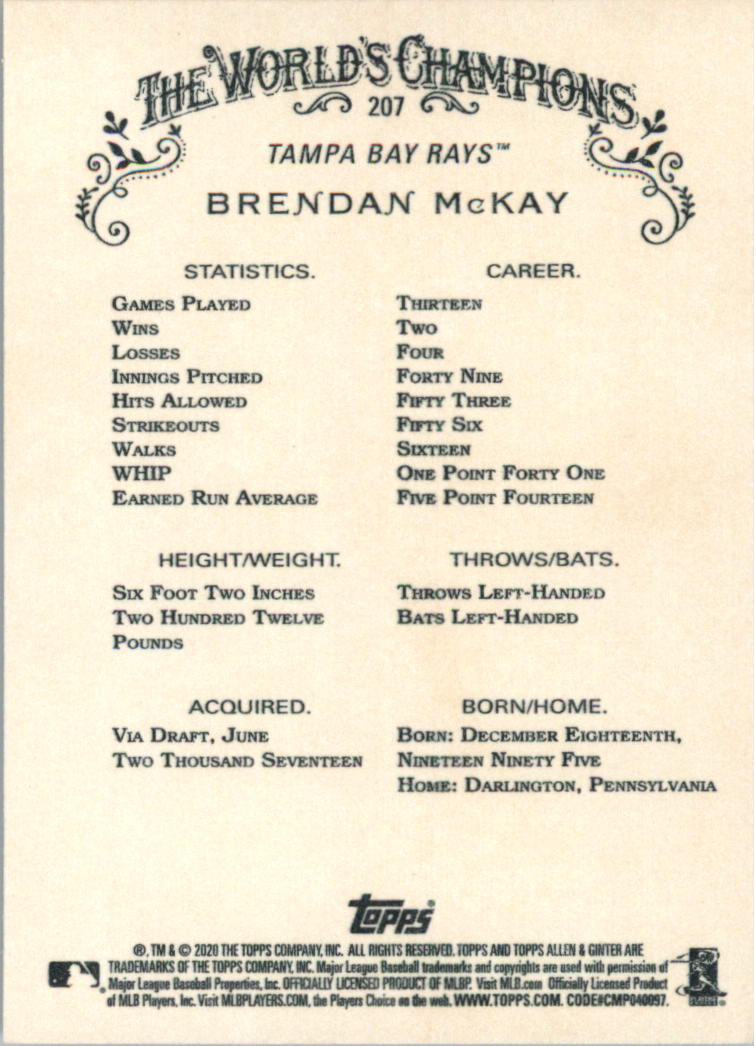 THE WORLD'S CHAMPIONS
207
TAMPA BAY RAYS™
BRENDAN McKAY
STATISTICS. CAREER.
GAMES PLAYED THIRTEEN
WINS TWO
LOSSES FOUR
INNINGS PITCHED FORTY NINE
HITS ALLOWED FIFTY THREE
STRIKEOUTS FIFTY SIX
WALKS SIXTEEN
WHIP ONE POINT FORTY ONE
EARNED RUN AVERAGE FIVE POINT FOURTEEN
HEIGHT/WEIGHT. THROWS/BATS.
SIX FOOT TWO INCHES THROWS LEFT-HANDED
TWO HUNDRED TWELVE BATS LEFT-HANDED
POUNDS
ACQUIRED. BORN/HOME.
VIA DRAFT, JUNE BORN: DECEMBER EIGHTEENTH,
TWO THOUSAND SEVENTEEN NINETEEN NINETY FIVE
HOME: DARLINGTON, PENNSYLVANIA
topps®
®, TM & © 2020 THE TOPPS COMPANY, INC. ALL RIGHTS RESERVED. TOPPS AND TOPPS ALLEN & GINTER ARE
TRADEMARKS OF THE TOPPS COMPANY, INC. Major League Baseball trademarks and copyrights are used with permission of
Major League Baseball Properties, Inc. OFFICIALLY LICENSED PRODUCT OF MLBP. Visit MLB.com Officially Licensed Product
of MLB Players, Inc. Visit MLBPLAYERS.COM, the Players Choice on the web. WWW.TOPPS.COM. CODE#CMP040097.